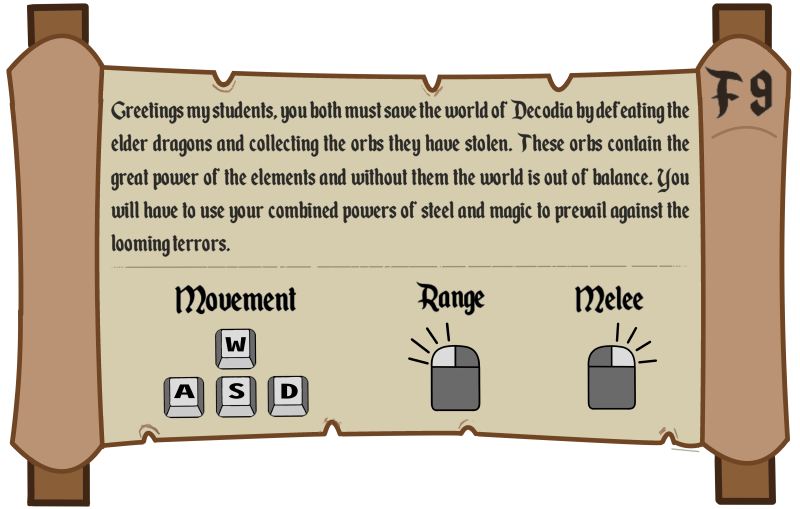 F9
Greetings my students, you both must save the world of Decodia by defeating the
elder dragons and collecting the orbs they have stolen. These orbs contain the
great power of the elements and without them the world is out of balance. You
will have to use your combined powers of steel and magic to prevail against the
looming terrors.
Movement Range Melee
W
A S D